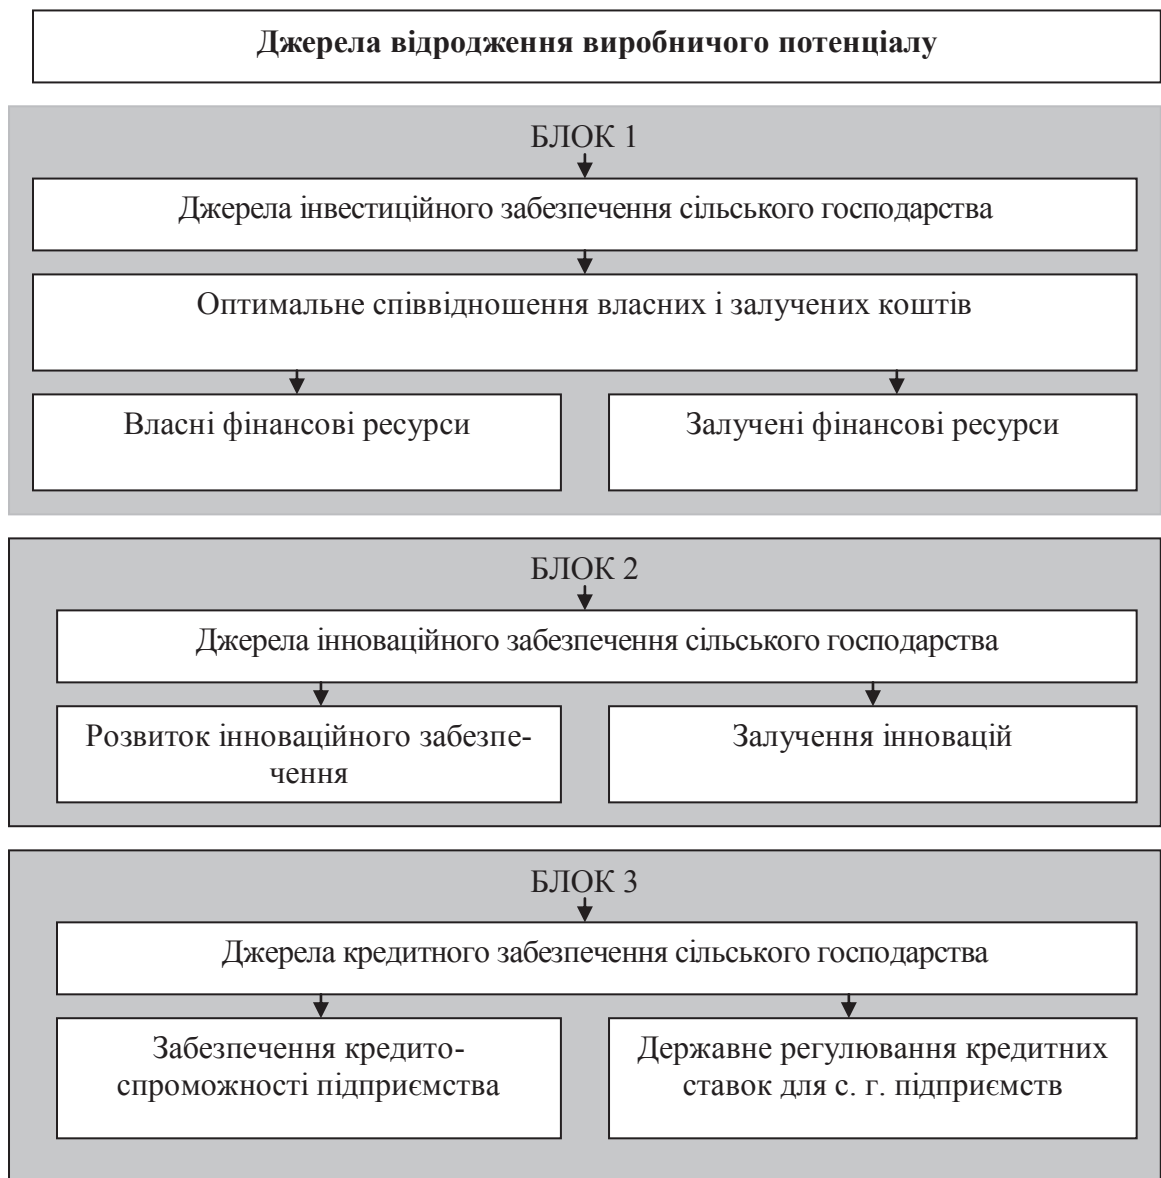 Джерела відродження виробничого потенціалу
БЛОК 1
Джерела інвестиційного забезпечення сільського господарства
Оптимальне співвідношення власних і залучених коштів
Власні фінансові ресурси
Залучені фінансові ресурси
БЛОК 2
Джерела інноваційного забезпечення сільського господарства
Розвиток інноваційного забезпе-
чення
Залучення інновацій
БЛОК 3
Джерела кредитного забезпечення сільського господарства
Забезпечення кредито-
спроможності підприємства
Державне регулювання кредитних
ставок для с. г. підприємств